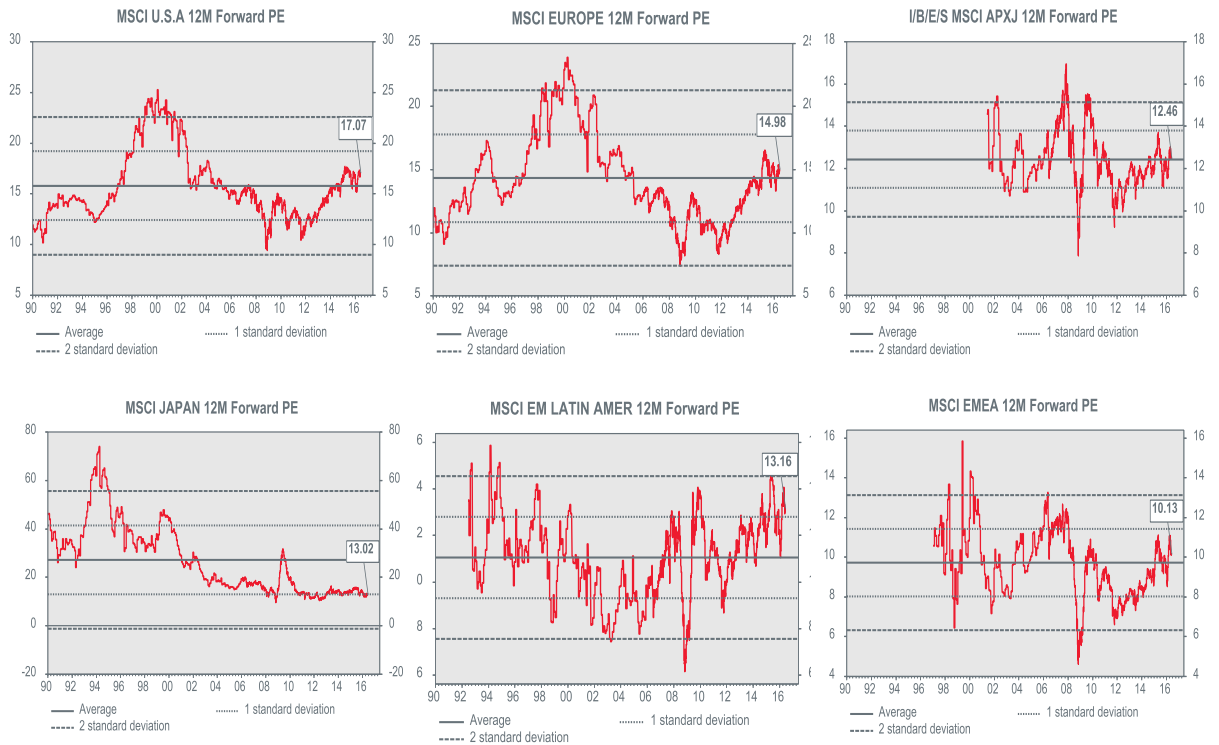 MSCI U.S.A 12M Forward PE
30 30
25 25
20 20
17.07
15 15
10 10
5 5
90 92 94 96 98 00 02 04 06 08 10 12 14 16
Average 1 standard deviation
2 standard deviation
MSCI EUROPE 12M Forward PE
25
20
14.98
15
10
5 5
90 92 94 96 98 00 02 04 06 08 10 12 14 16
Average 1 standard deviation
2 standard deviation
I/B/E/S MSCI APXJ 12M Forward PE
18 18
16 16
12.46
14 14
12 12
10 10
8 8
6 6
90 92 94 96 98 00 02 04 06 08 10 12 14 16
Average 1 standard deviation
2 standard deviation
MSCI JAPAN 12M Forward PE
80 80
60 60
40 40
13.02
20 20
0 0
-20 -20
90 92 94 96 98 00 02 04 06 08 10 12 14 16
Average 1 standard deviation
2 standard deviation
MSCI EM LATIN AMER 12M Forward PE
6
13.16
4
2
0
8
6 6
90 92 94 96 98 00 02 04 06 08 10 12 14 16
Average 1 standard deviation
2 standard deviation
MSCI EMEA 12M Forward PE
16 16
14 14
12 12
10.13
10 10
8 8
6 6
4 4
90 92 94 96 98 00 02 04 06 08 10 12 14 16
Average 1 standard deviation
2 standard deviation